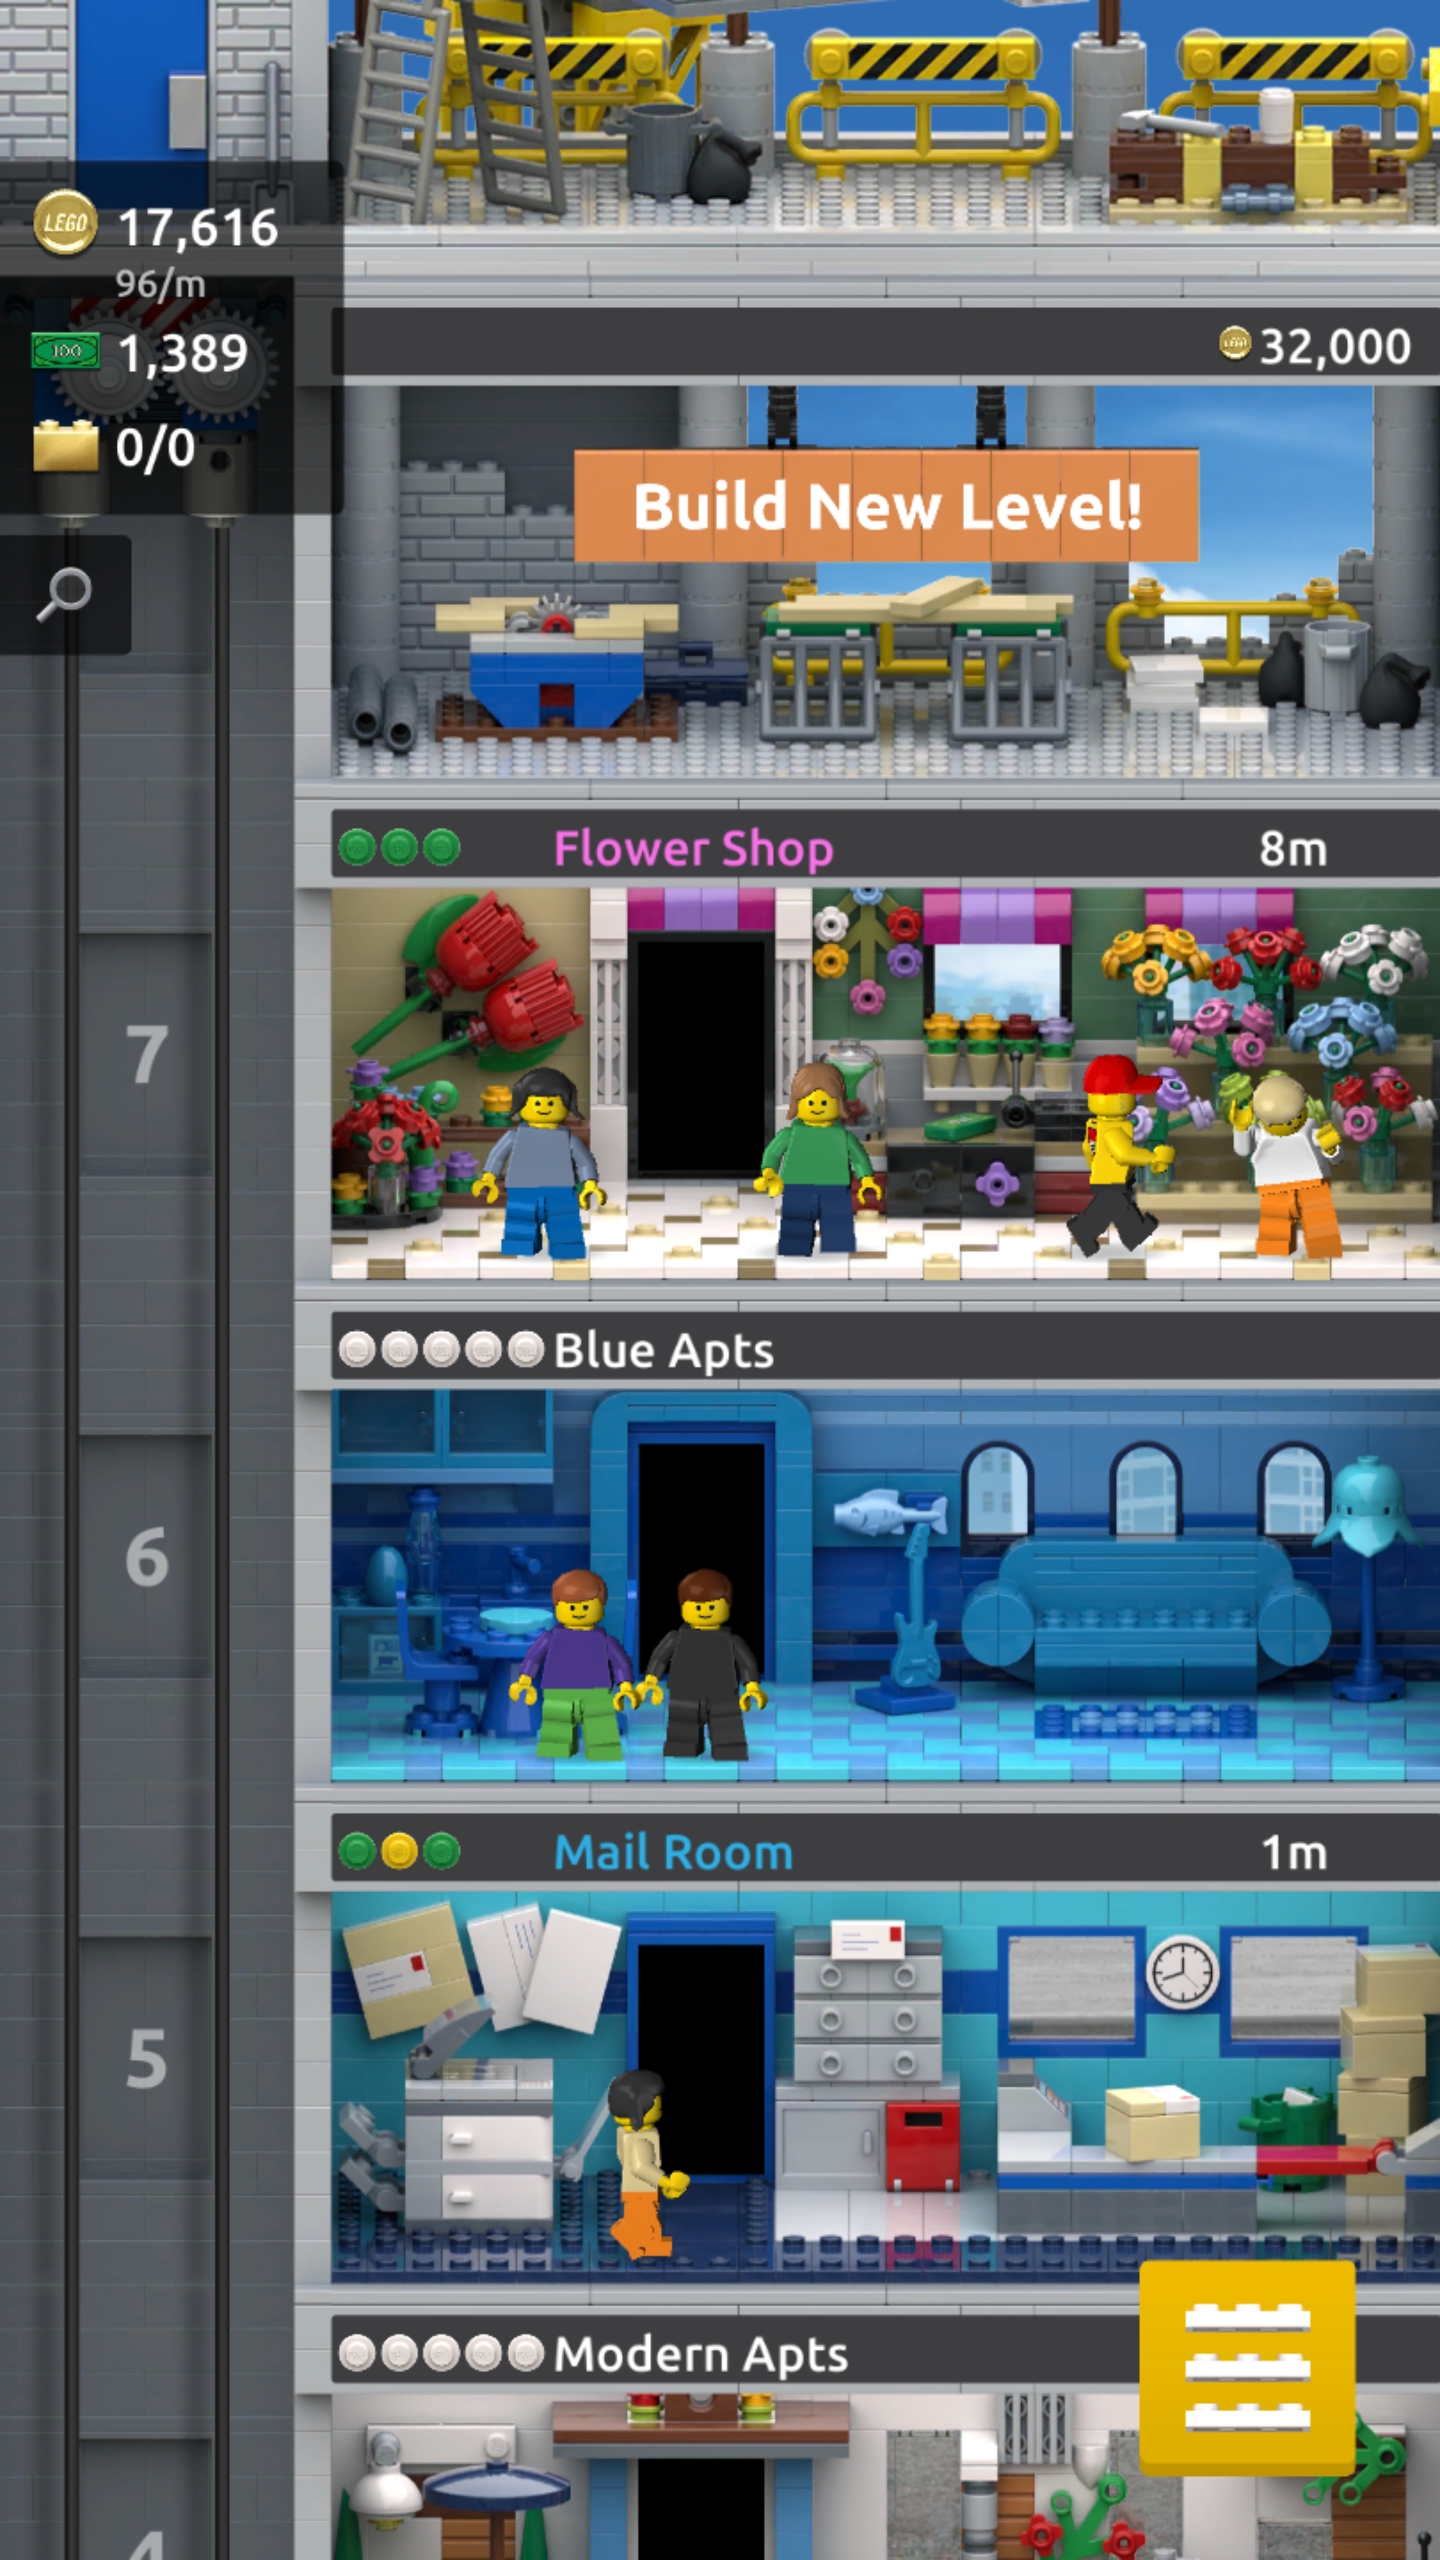 LEGO 17,616
96/m
100 1,389
0/0
32,000
Build New Level!
Flower Shop 8m
7
Blue Apts
6
Mail Room 1m
5
Modern Apts
4